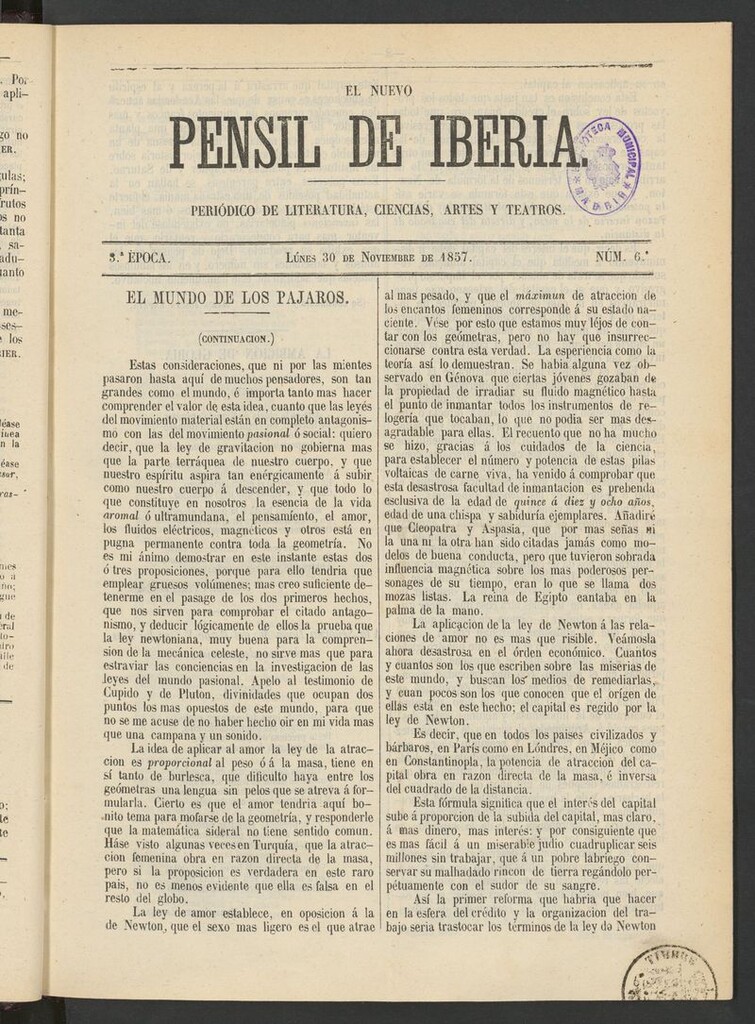 EL NUEVO
PENSIL DE IBERIA.
BIBLIOTECA MUNICIPAL
MADRID
PERIÓDICO DE LITERATURA, CIENCIAS, ARTES Y TEATROS.
3.ª ÉPOCA.
LÚNES 30 DE NOVIEMBRE DE 1857.
NÚM. 6.º
EL MUNDO DE LOS PAJAROS.
(CONTINUACION.)
Estas consideraciones, que ni por las mientes
pasaron hasta aquí de muchos pensadores, son tan
grandes como el mundo, é importa tanto mas hacer
comprender el valor de esta idea, cuanto que las leyes
del movimiento material están en completo antagonis-
mo con las del movimiento pasional ó social: quiero
decir, que la ley de gravitacion no gobierna mas
que la parte terráquea de nuestro cuerpo, y que
nuestro espíritu aspira tan enérgicamente á subir
como nuestro cuerpo á descender, y que todo lo
que constituye en nosotros la esencia de la vida
aromal ó ultramundana, el pensamiento, el amor,
los fluidos eléctricos, magnéticos y otros está en
pugna permanente contra toda la geometría. No
es mi ánimo demostrar en este instante estas dos
ó tres proposiciones, porque para ello tendria que
emplear gruesos volúmenes; mas creo suficiente de-
tenerme en el pasage de los dos primeros hechos,
que nos sirven para comprobar el citado antago-
nismo, y deducir lógicamente de ellos la prueba que
la ley newtoniana, muy buena para la compren-
sion de la mecánica celeste, no sirve mas que para
estraviar las conciencias en la investigacion de las
leyes del mundo pasional. Apelo al testimonio de
Cupido y de Pluton, divinidades que ocupan dos
puntos los mas opuestos de este mundo, para que
no se me acuse de no haber hecho oir en mi vida mas
que una campana y un sonido.
La idea de aplicar al amor la ley de la atrac-
cion es proporcional al peso ó á la masa, tiene en
sí tanto de burlesca, que dificulto haya entre los
geómetras una lengua sin pelos que se atreva á for-
mularla. Cierto es que el amor tendria aquí bo-
nito tema para mofarse de la geometría, y responderle
que la matemática sideral no tiene sentido comun.
Háse visto algunas veces en Turquía, que la atrac-
cion femenina obra en razon directa de la masa,
pero si la proposicion es verdadera en este raro
pais, no es menos evidente que ella es falsa en el
resto del globo.
La ley de amor establece, en oposicion á la
de Newton, que el sexo mas ligero es el que atrae
al mas pesado, y que el máximun de atraccion de
los encantos femeninos corresponde á su estado na-
ciente. Vése por esto que estamos muy léjos de con-
tar con los geómetras, pero no hay que insurrec-
cionarse contra esta verdad. La esperiencia como la
teoría así lo demuestran. Se habia alguna vez ob-
servado en Génova que ciertas jóvenes gozaban de
la propiedad de irradiar su fluido magnético hasta
el punto de inmantar todos los instrumentos de re-
logería que tocaban, lo que no podia ser mas des-
agradable para ellas. El recuento que no ha mucho
se hizo, gracias á los cuidados de la ciencia,
para establecer el número y potencia de estas pilas
voltaicas de carne viva, ha venido á comprobar que
esta desastrosa facultad de inmantacion es prebenda
esclusiva de la edad de quince á diez y ocho años,
edad de una chispa y sabiduría ejemplares. Añadiré
que Cleopatra y Aspasia, que por mas señas ni
la una ni la otra han sido citadas jamás como mo-
delos de buena conducta, pero que tuvieron sobrada
influencia magnética sobre los mas poderosos per-
sonages de su tiempo, eran lo que se llama dos
mozas listas. La reina de Egipto cantaba en la
palma de la mano.
La aplicacion de la ley de Newton á las rela-
ciones de amor no es mas que risible. Veámosla
ahora desastrosa en el órden económico. Cuantos
y cuantos son los que escriben sobre las miserias de
este mundo, y buscan los medios de remediarlas,
y cuan pocos son los que conocen que el orígen de
ellas está en este hecho; el capital es regido por la
ley de Newton.
Es decir, que en todos los paises civilizados y
bárbaros, en París como en Lóndres, en Méjico como
en Constantinopla, la potencia de atraccion del ca-
pital obra en razon directa de la masa, é inversa
del cuadrado de la distancia.
Esta fórmula significa que el interés del capital
sube á proporcion de la subida del capital, mas claro,
á mas dinero, mas interés: y por consiguiente que
es mas fácil á un miserable judio cuadruplicar seis
millones sin trabajar, que á un pobre labriego con-
servar su malhadado rincon de tierra regándolo per-
pétuamente con el sudor de su sangre.
Así la primer reforma que habria que hacer
en la esfera del crédito y la organizacion del tra-
bajo seria trastocar los términos de la ley de Newton
TIMBRE